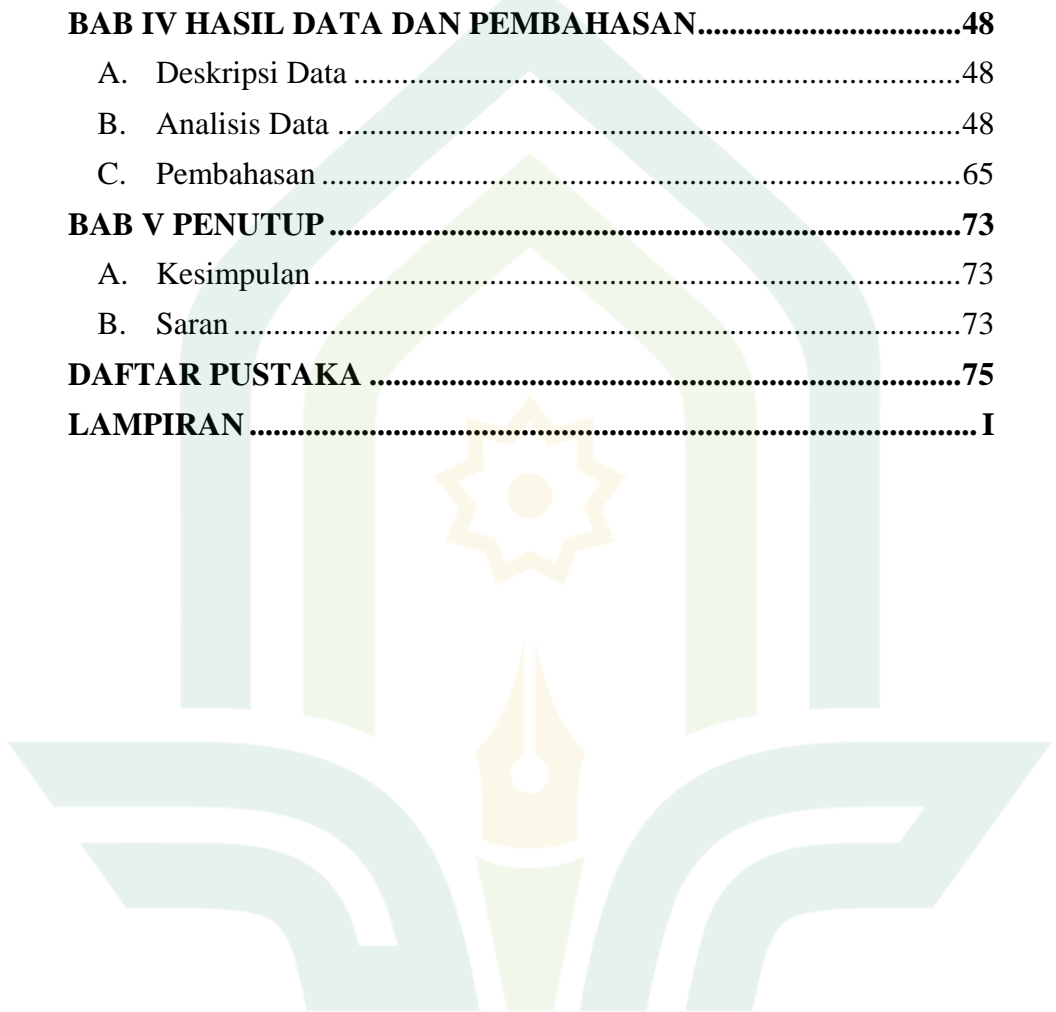 BAB IV HASIL DATA DAN PEMBAHASAN..................................48
A. Deskripsi Data ..............................................................................48
B. Analisis Data ................................................................................48
C. Pembahasan ..................................................................................65
BAB V PENUTUP .................................................................................73
A. Kesimpulan...................................................................................73
B. Saran .............................................................................................73
DAFTAR PUSTAKA ............................................................................75
LAMPIRAN ............................................................................................. I